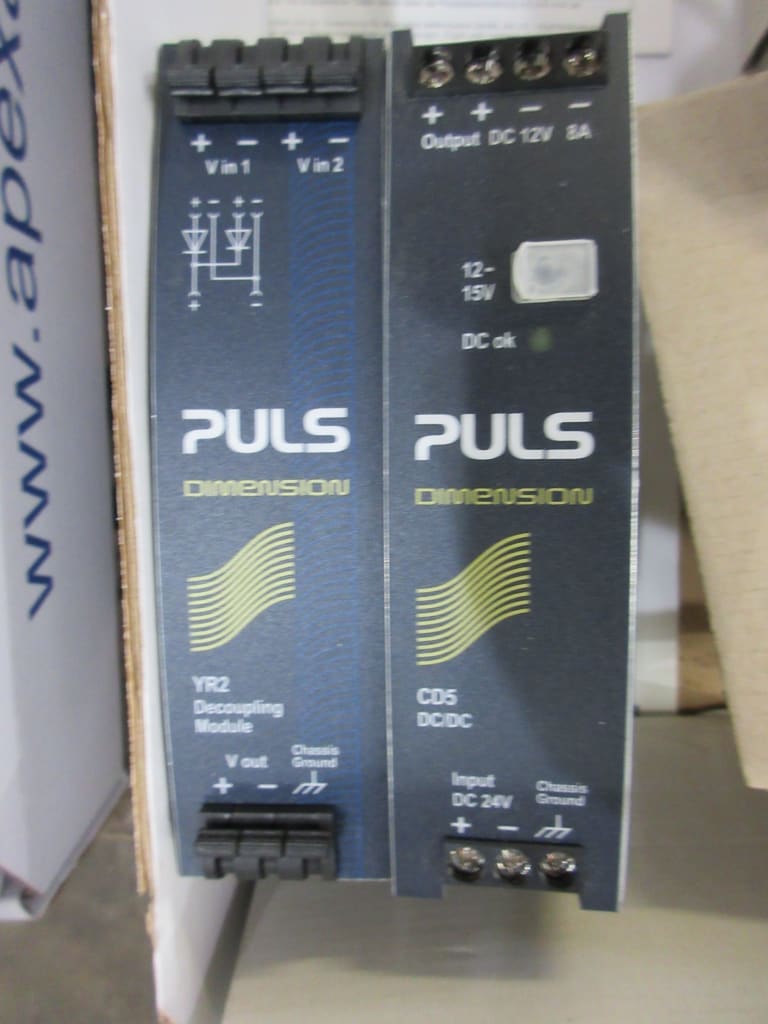 www.apex
+ - + -
V in 1 V in 2
+ - + -
+ -
PULS
DIMENSION
YR2
Decoupling
Module
V out
Chassis
Ground
+ -
+ + - -
Output DC 12V 8A
12-
15V
DC ok
PULS
DIMENSION
CD5
DC/DC
Input
DC 24V
Chassis
Ground
+ -